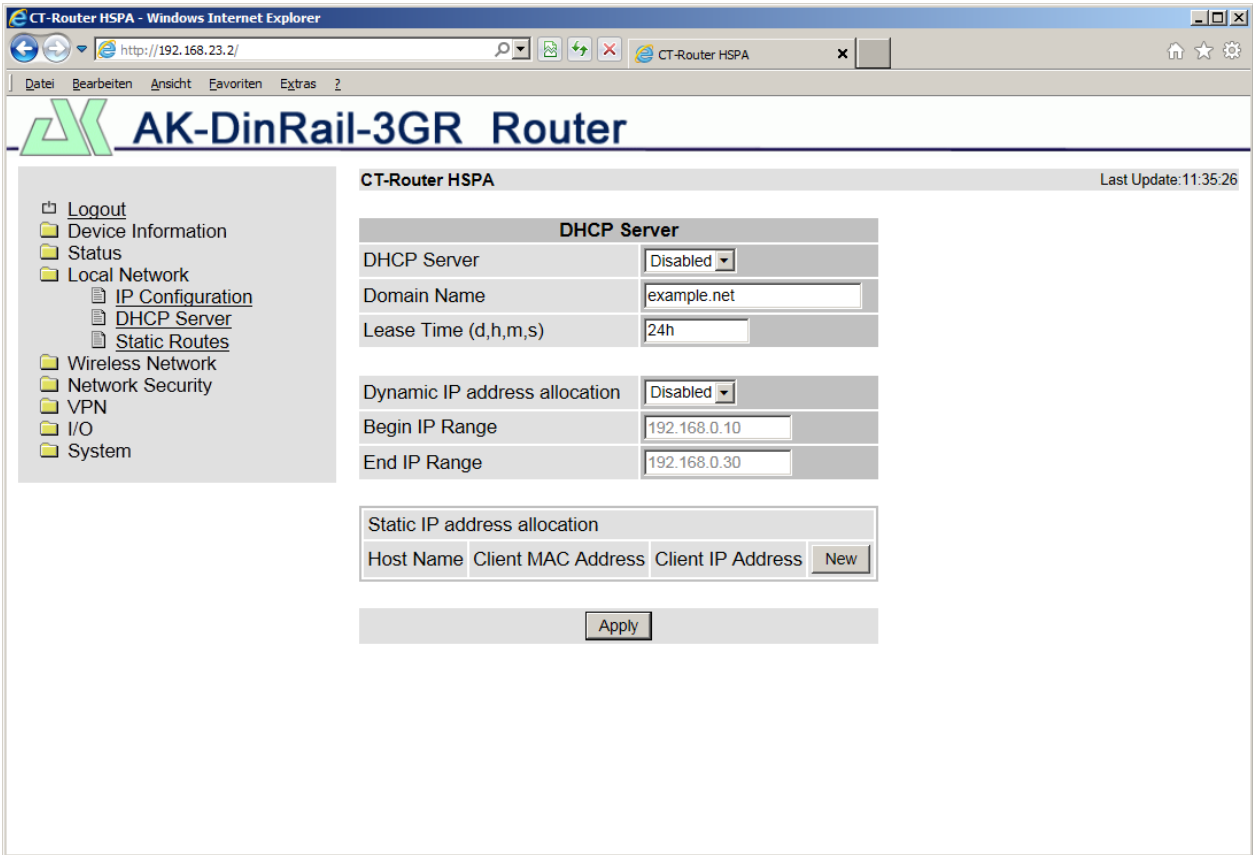 CT-Router HSPA - Windows Internet Explorer
http://192.168.23.2/
CT-Router HSPA
Datei Bearbeiten Ansicht Favoriten Extras ?
AK-DinRail-3GR Router
CT-Router HSPA Last Update:11:35:26
Logout
Device Information
Status
Local Network
IP Configuration
DHCP Server
Static Routes
Wireless Network
Network Security
VPN
I/O
System
DHCP Server
DHCP Server Disabled
Domain Name example.net
Lease Time (d,h,m,s) 24h
Dynamic IP address allocation Disabled
Begin IP Range 192.168.0.10
End IP Range 192.168.0.30
Static IP address allocation
Host Name Client MAC Address Client IP Address New
Apply